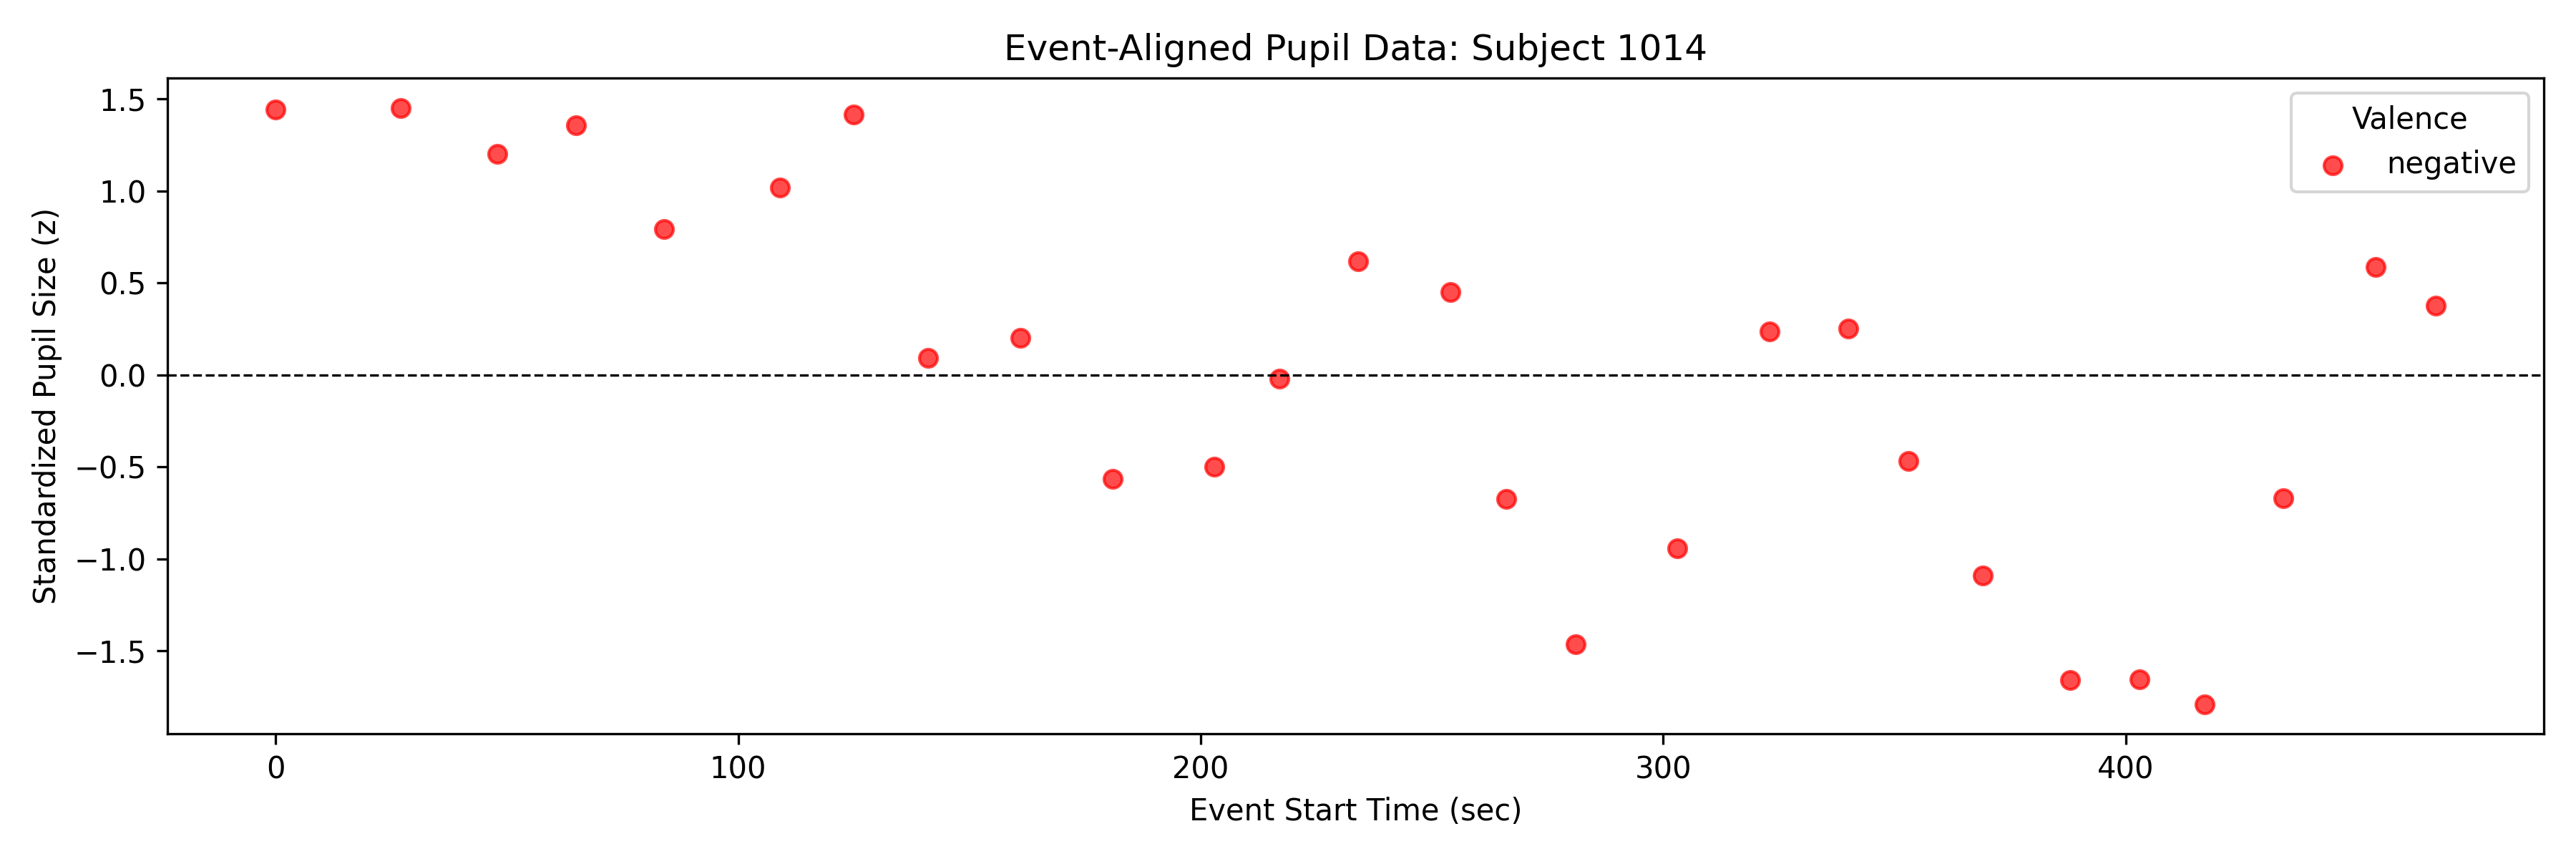 Event-Aligned Pupil Data: Subject 1014
Standardized Pupil Size (z)
1.5
1.0
0.5
0.0
−0.5
−1.0
−1.5
Valence
negative
0 100 200 300 400
Event Start Time (sec)